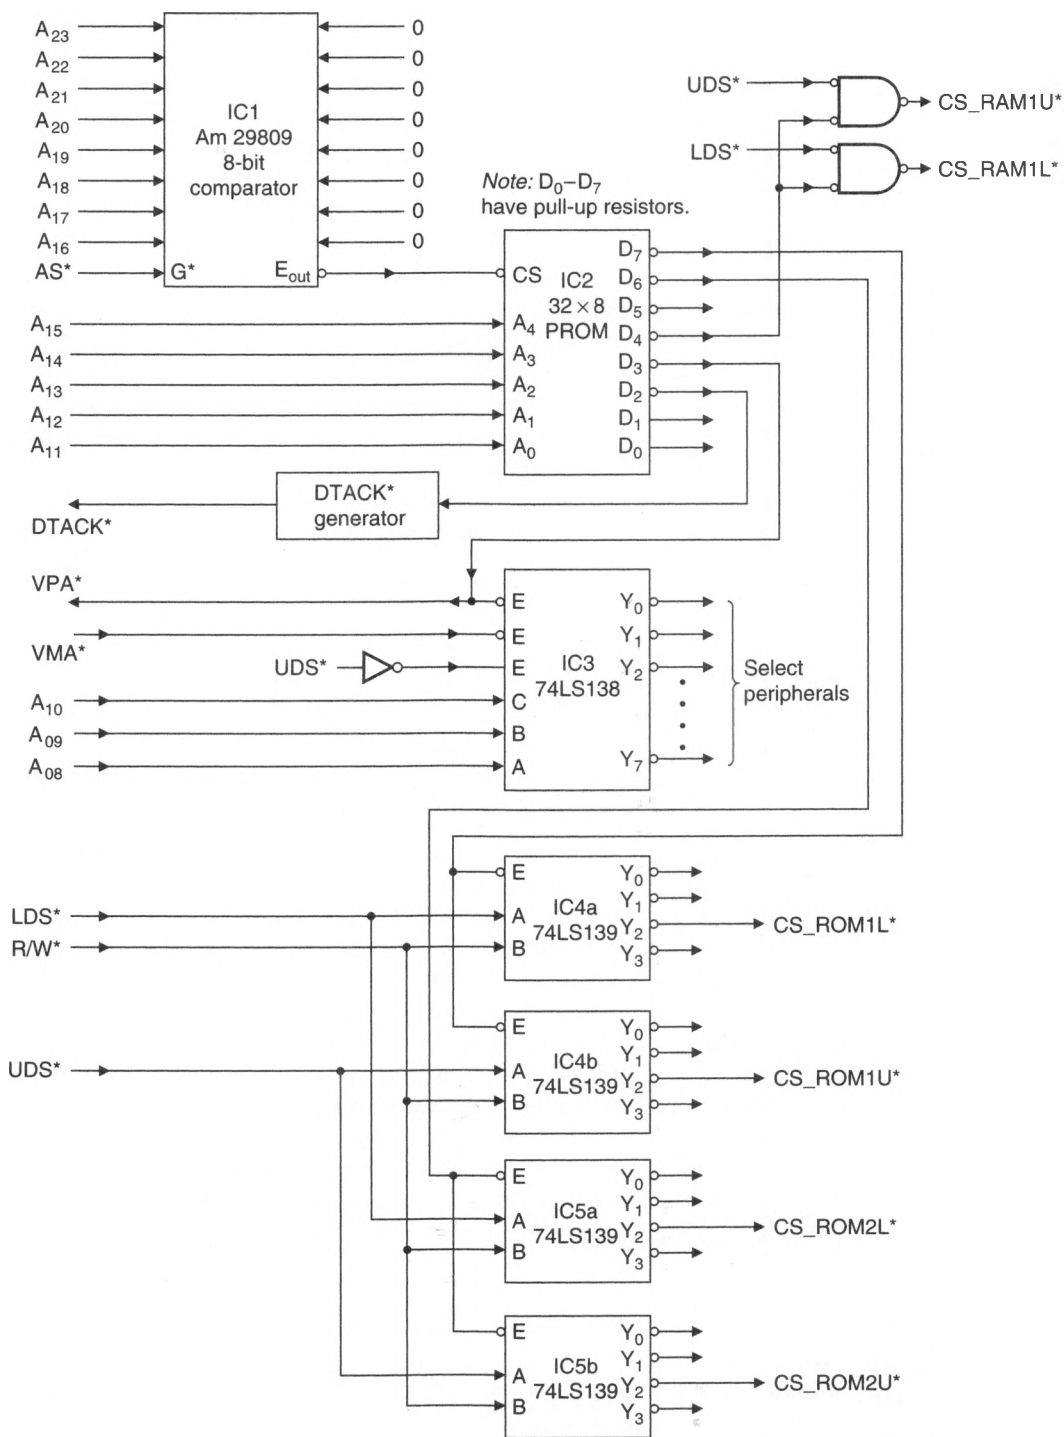 A23
A22
A21
A20
A19
A18
A17
A16
AS*
IC1
Am 29809
8-bit
comparator
G*
Eout
0
0
0
0
0
0
0
0
UDS*
CS_RAM1U*
LDS*
CS_RAM1L*
Note: D0–D7
have pull-up resistors.
A15
A14
A13
A12
A11
CS
A4
A3
A2
A1
A0
IC2
32 × 8
PROM
D7
D6
D5
D4
D3
D2
D1
D0
DTACK*
generator
DTACK*
VPA*
VMA*
UDS*
A10
A09
A08
E
E
E
C
B
A
IC3
74LS138
Y0
Y1
Y2
Y7
Select
peripherals
LDS*
R/W*
E
A
B
IC4a
74LS139
Y0
Y1
Y2
Y3
CS_ROM1L*
UDS*
E
A
B
IC4b
74LS139
Y0
Y1
Y2
Y3
CS_ROM1U*
E
A
B
IC5a
74LS139
Y0
Y1
Y2
Y3
CS_ROM2L*
E
A
B
IC5b
74LS139
Y0
Y1
Y2
Y3
CS_ROM2U*